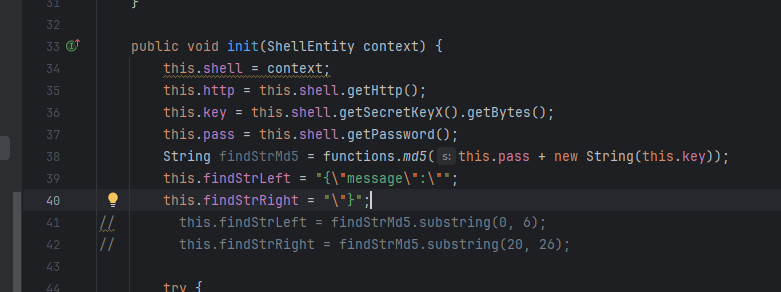 31 }
32
33 public void init(ShellEntity context) {
34 this.shell = context;
35 this.http = this.shell.getHttp();
36 this.key = this.shell.getSecretKeyX().getBytes();
37 this.pass = this.shell.getPassword();
38 String findStrMd5 = functions.md5( s: this.pass + new String(this.key));
39 this.findStrLeft = "{\"message\":\"";
40 this.findStrRight = "\"}";
41 // this.findStrLeft = findStrMd5.substring(0, 6);
42 // this.findStrRight = findStrMd5.substring(20, 26);
43
44 try {